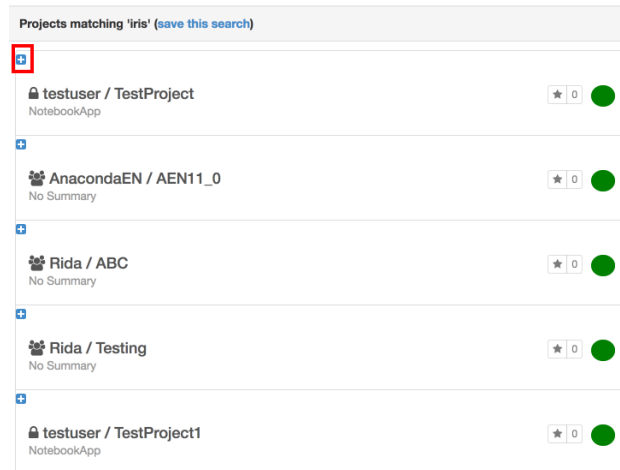 Projects matching 'iris' (save this search)
testuser / TestProject
0
NotebookApp
AnacondaEN / AEN11_0
0
No Summary
Rida / ABC
0
No Summary
Rida / Testing
0
No Summary
testuser / TestProject1
0
NotebookApp